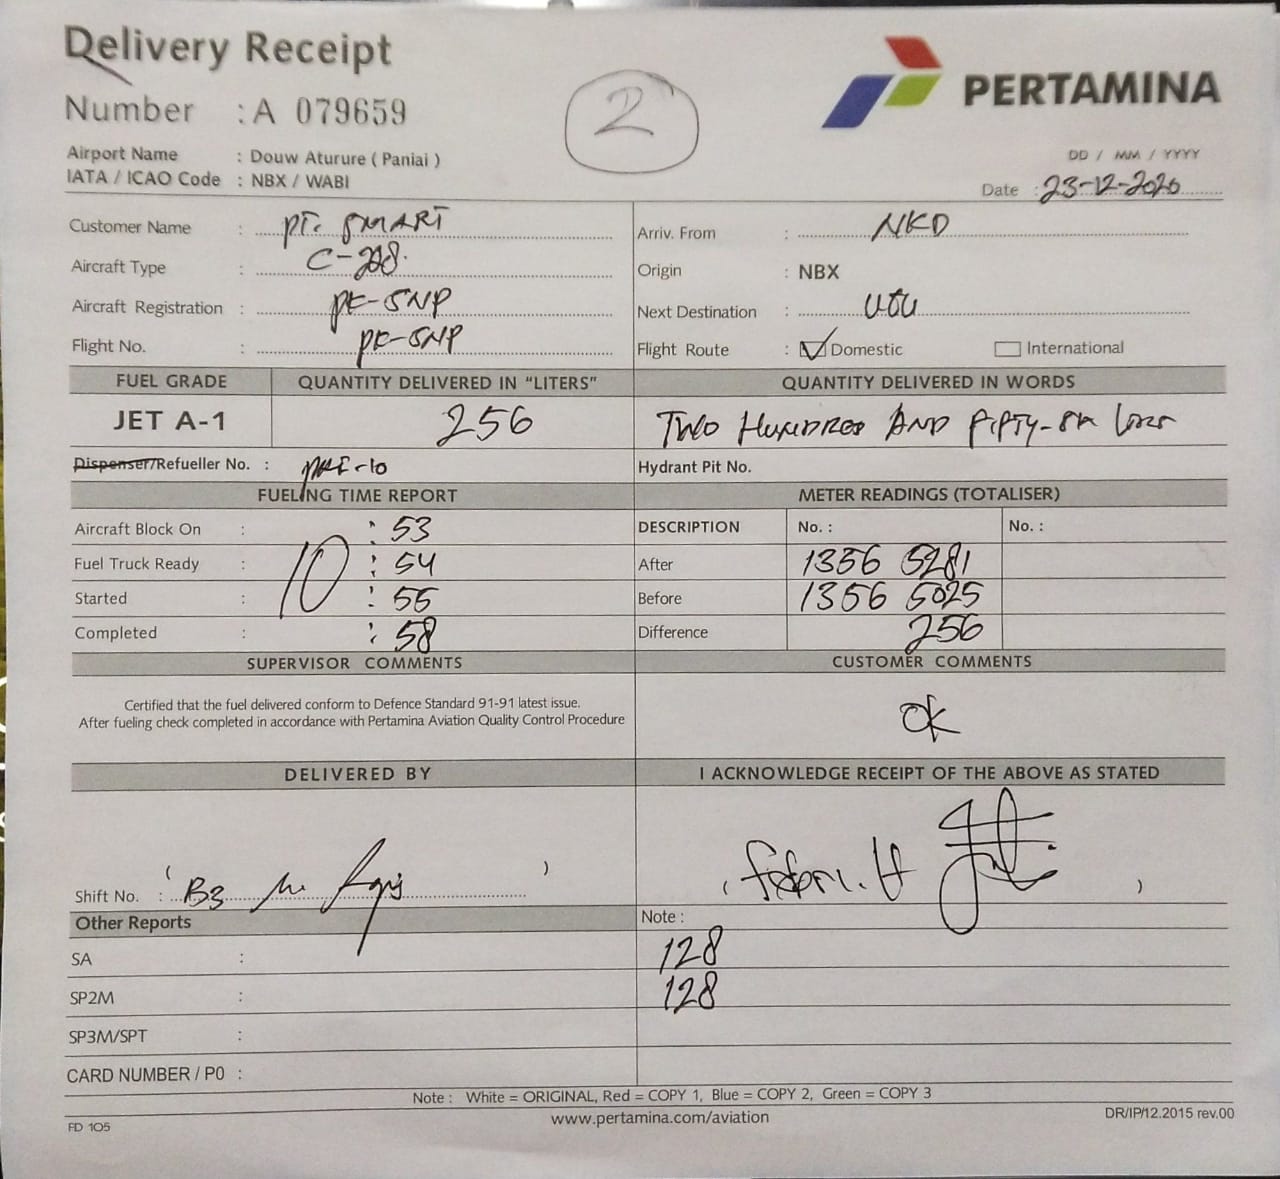 Delivery Receipt
Number : A 079659
2
PERTAMINA
Airport Name : Douw Aturure ( Paniai )
IATA / ICAO Code : NBX / WABI
DD / MM / YYYY
Date : 23-12-2020
Customer Name : PT. SMART
Aircraft Type : C-208
Aircraft Registration : PK-SNP
Flight No. : PK-SNP
Arriv. From : NKD
Origin : NBX
Next Destination : UTU
Flight Route : Domestic International
FUEL GRADE QUANTITY DELIVERED IN "LITERS" QUANTITY DELIVERED IN WORDS
JET A-1 256 TWO HUNDRED AND FIFTY-SIX
Dispenser/Refueller No. : Hydrant Pit No.
FUELING TIME REPORT
Aircraft Block On : : 53
Fuel Truck Ready : 10 : 54
Started : : 55
Completed : : 58
METER READINGS (TOTALISER)
DESCRIPTION No. : No. :
After 1356 5281
Before 1356 5025
Difference 256
SUPERVISOR COMMENTS
Certified that the fuel delivered conform to Defence Standard 91-91 latest issue.
After fueling check completed in accordance with Pertamina Aviation Quality Control Procedure
CUSTOMER COMMENTS
OK
DELIVERED BY
Shift No. : ( B3 )
I ACKNOWLEDGE RECEIPT OF THE ABOVE AS STATED
Other Reports
SA :
SP2M :
SP3M/SPT :
CARD NUMBER / P0 :
Note :
128
128
Note : White = ORIGINAL, Red = COPY 1, Blue = COPY 2, Green = COPY 3
www.pertamina.com/aviation
FD 105
DR/IP/12.2015 rev.00